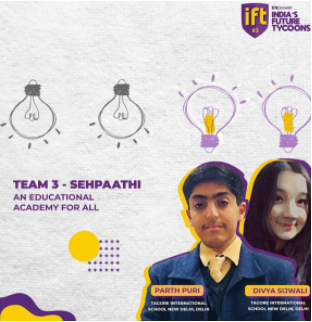 ift
#3
INDIA'S
FUTURE
TYCOONS
TEAM 3 - SEHPAATHI
AN EDUCATIONAL
ACADEMY FOR ALL
PARTH PURI
TAGORE INTERNATIONAL
SCHOOL NEW DELHI, DELHI
DIVYA SIJWALI
TAGORE INTERNATIONAL
SCHOOL NEW DELHI, DELHI